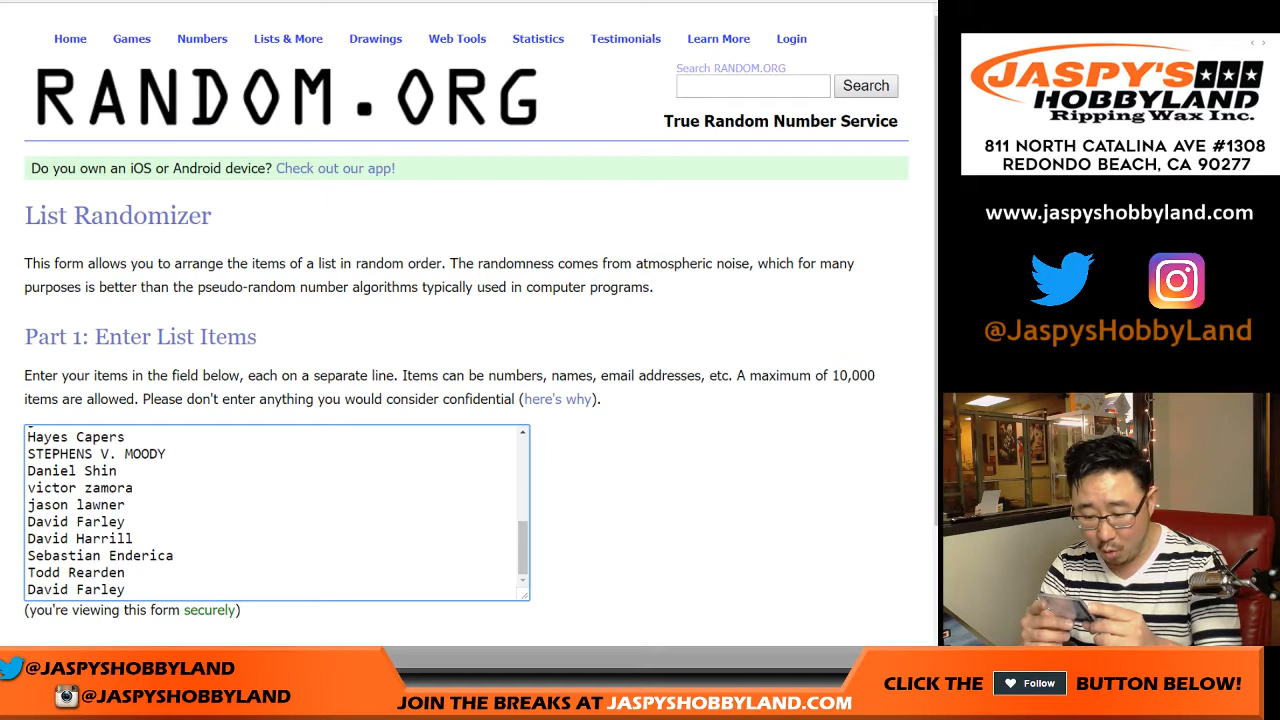 Home Games Numbers Lists & More Drawings Web Tools Statistics Testimonials Learn More Login
RANDOM.ORG
Search RANDOM.ORG
Search
True Random Number Service
Do you own an iOS or Android device? Check out our app!
List Randomizer
This form allows you to arrange the items of a list in random order. The randomness comes from atmospheric noise, which for many
purposes is better than the pseudo-random number algorithms typically used in computer programs.
Part 1: Enter List Items
Enter your items in the field below, each on a separate line. Items can be numbers, names, email addresses, etc. A maximum of 10,000
items are allowed. Please don't enter anything you would consider confidential (here's why).
Hayes Capers
STEPHENS V. MOODY
Daniel Shin
victor zamora
jason lawner
David Farley
David Harrill
Sebastian Enderica
Todd Rearden
David Farley
(you're viewing this form securely)
JASPY'S
HOBBYLAND
Ripping Wax Inc.
811 NORTH CATALINA AVE #1308
REDONDO BEACH, CA 90277
www.jaspyshobbyland.com
@JaspysHobbyLand
@JASPYSHOBBYLAND
@JASPYSHOBBYLAND
JOIN THE BREAKS AT JASPYSHOBBYLAND.COM
CLICK THE Follow BUTTON BELOW!